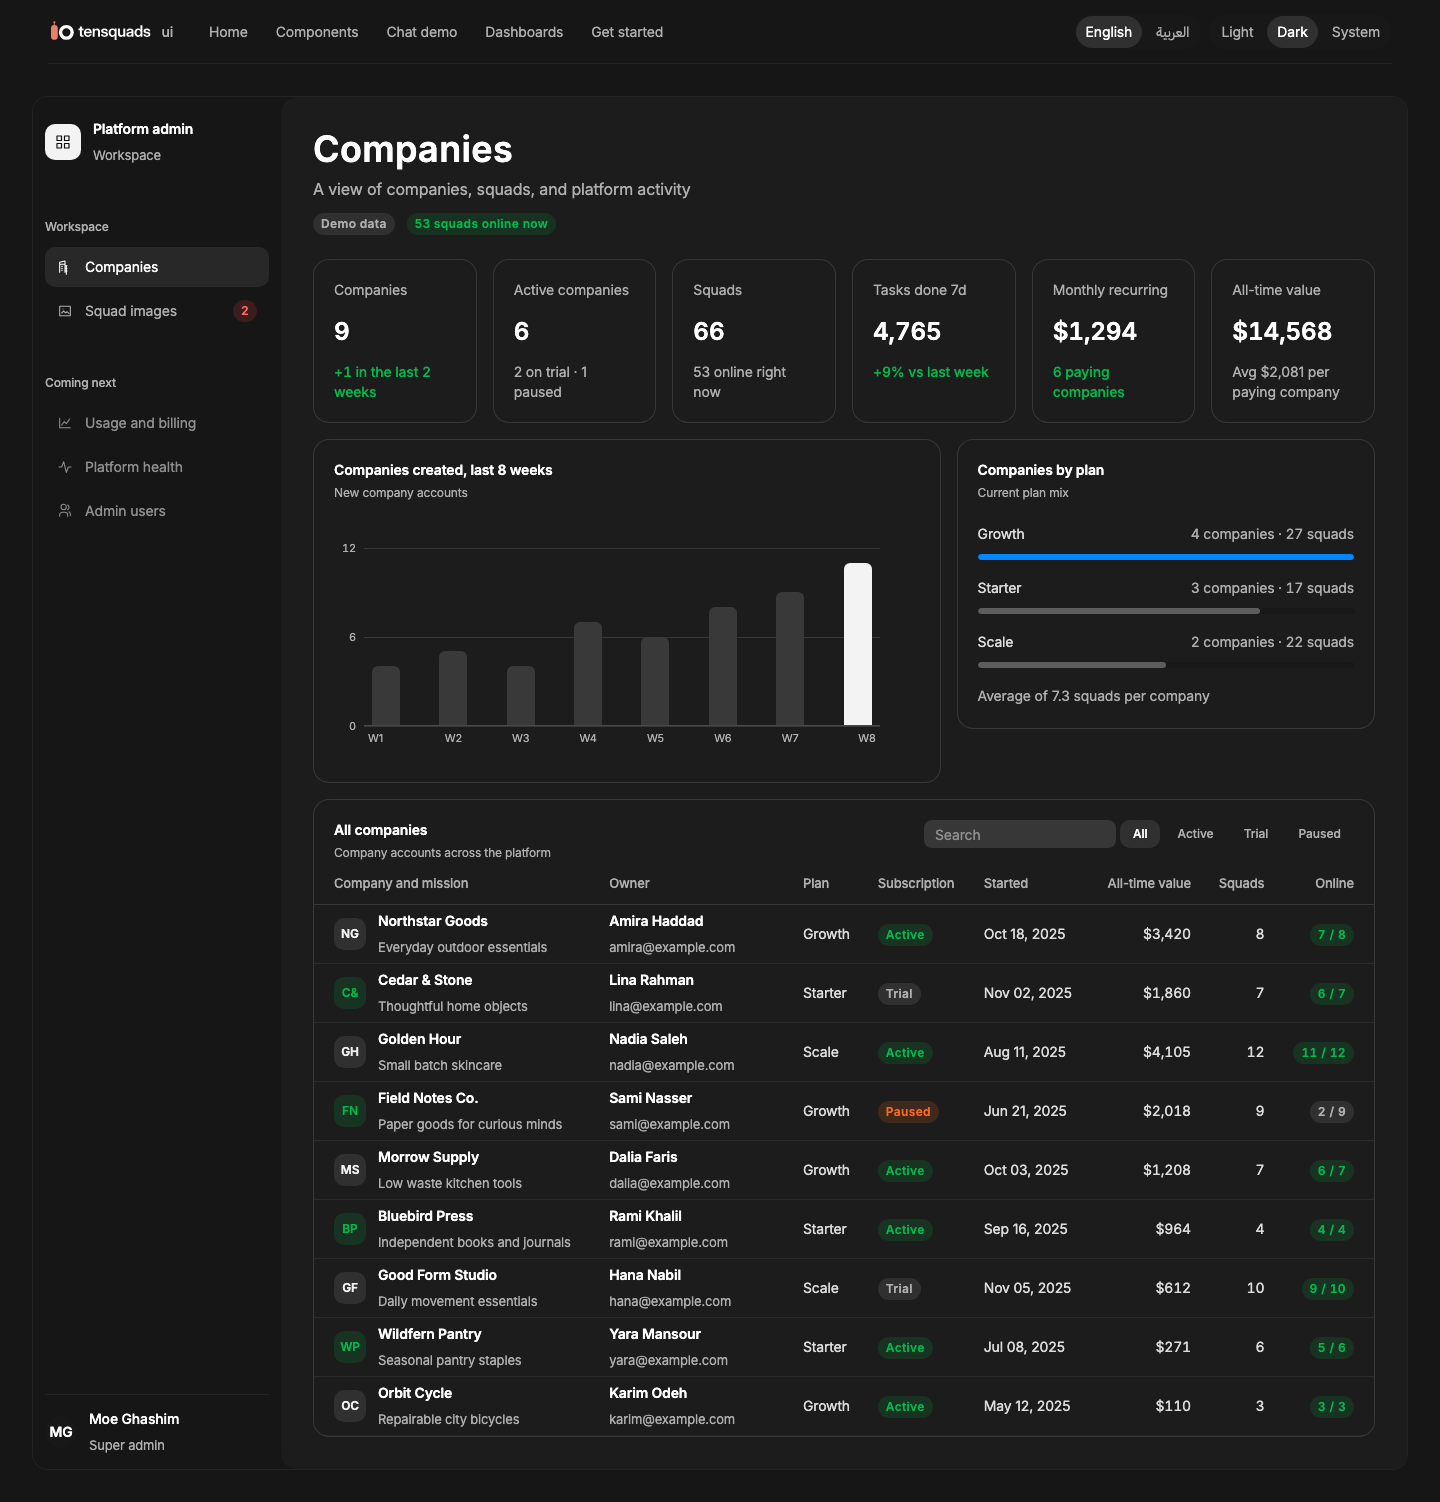 tensquads ui
Home
Components
Chat demo
Dashboards
Get started
English
العربية
Light
Dark
System
Platform admin
Workspace
Workspace
Companies
Squad images
2
Coming next
Usage and billing
Platform health
Admin users
MG
Moe Ghashim
Super admin
Companies
A view of companies, squads, and platform activity
Demo data
53 squads online now
Companies
9
+1 in the last 2
weeks
Active companies
6
2 on trial · 1
paused
Squads
66
53 online right
now
Tasks done 7d
4,765
+9% vs last week
Monthly recurring
$1,294
6 paying
companies
All-time value
$14,568
Avg $2,081 per
paying company
Companies created, last 8 weeks
New company accounts
12
6
0
W1 W2 W3 W4 W5 W6 W7 W8
Companies by plan
Current plan mix
Growth 4 companies · 27 squads
Starter 3 companies · 17 squads
Scale 2 companies · 22 squads
Average of 7.3 squads per company
All companies
Company accounts across the platform
Search
All
Active
Trial
Paused
Company and mission Owner Plan Subscription Started All-time value Squads Online
NG Northstar Goods Amira Haddad Growth Active Oct 18, 2025 $3,420 8 7 / 8
Everyday outdoor essentials amira@example.com
C& Cedar & Stone Lina Rahman Starter Trial Nov 02, 2025 $1,860 7 6 / 7
Thoughtful home objects lina@example.com
GH Golden Hour Nadia Saleh Scale Active Aug 11, 2025 $4,105 12 11 / 12
Small batch skincare nadia@example.com
FN Field Notes Co. Sami Nasser Growth Paused Jun 21, 2025 $2,018 9 2 / 9
Paper goods for curious minds sami@example.com
MS Morrow Supply Dalia Faris Growth Active Oct 03, 2025 $1,208 7 6 / 7
Low waste kitchen tools dalia@example.com
BP Bluebird Press Rami Khalil Starter Active Sep 16, 2025 $964 4 4 / 4
Independent books and journals rami@example.com
GF Good Form Studio Hana Nabil Scale Trial Nov 05, 2025 $612 10 9 / 10
Daily movement essentials hana@example.com
WP Wildfern Pantry Yara Mansour Starter Active Jul 08, 2025 $271 6 5 / 6
Seasonal pantry staples yara@example.com
OC Orbit Cycle Karim Odeh Growth Active May 12, 2025 $110 3 3 / 3
Repairable city bicycles karim@example.com